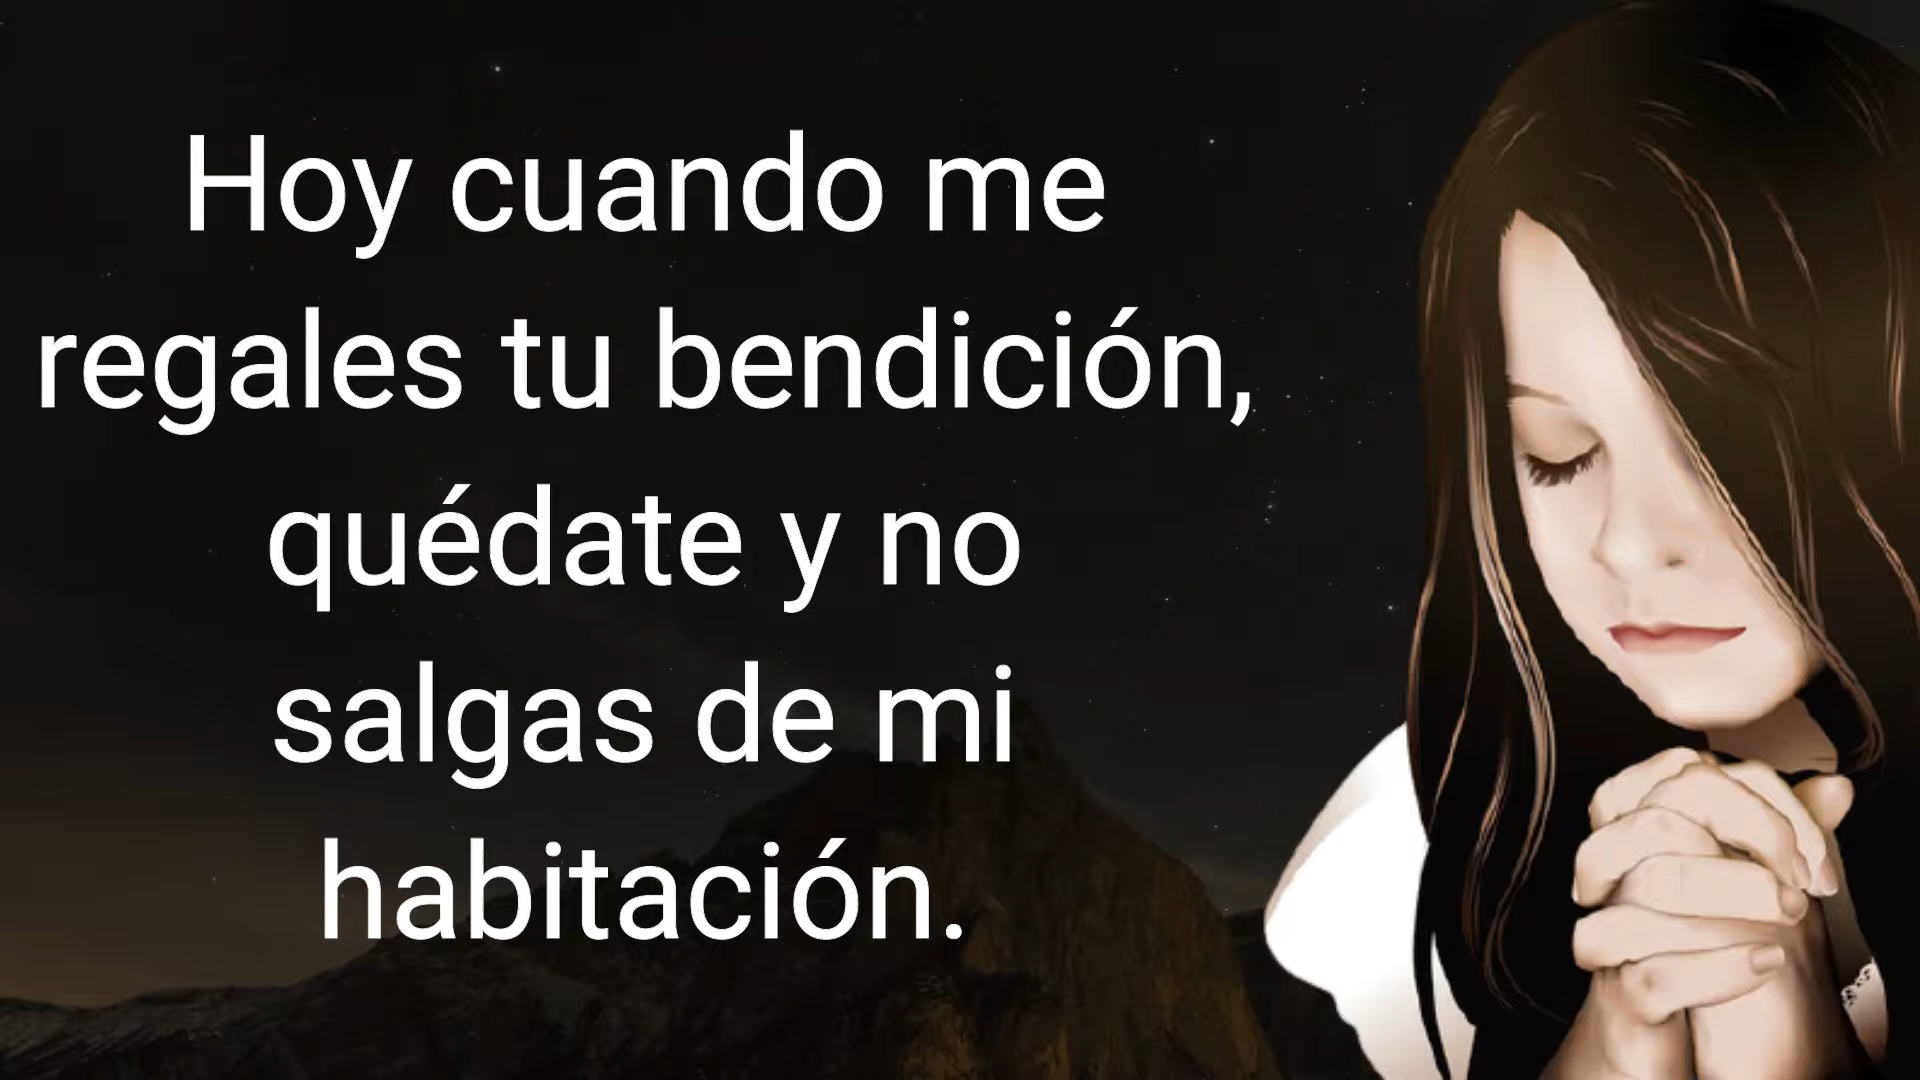 Hoy cuando me
regales tu bendición,
quédate y no
salgas de mi
habitación.